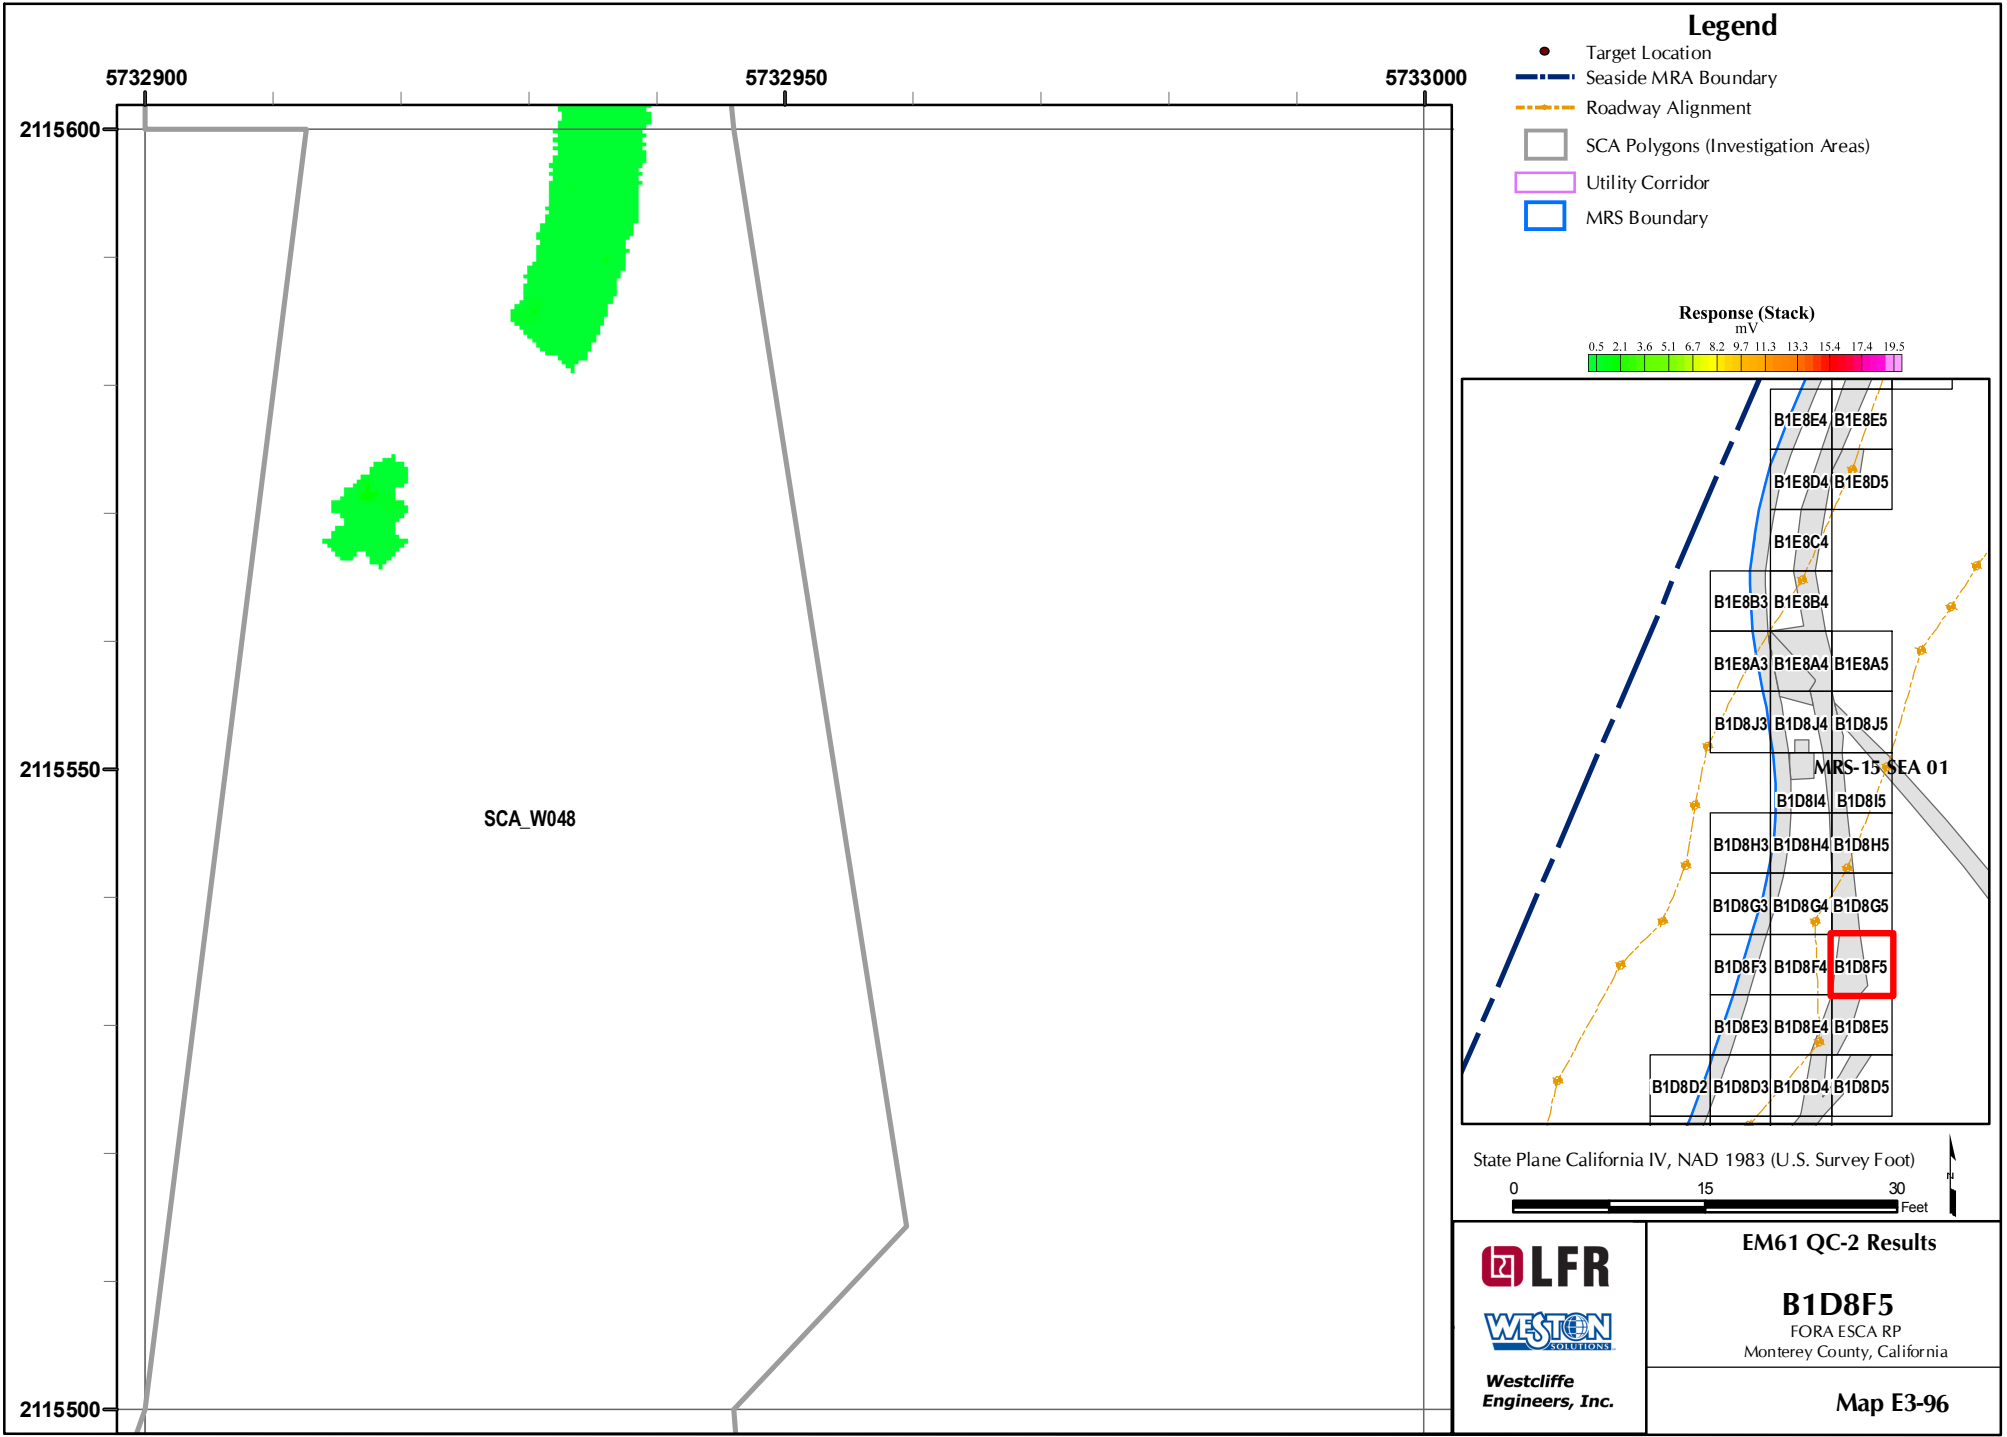 Legend
Target Location
Seaside MRA Boundary
Roadway Alignment
SCA Polygons (Investigation Areas)
Utility Corridor
MRS Boundary
5732900 5732950 5733000
2115600
2115550
2115500
SCA_W048
Response (Stack)
mV
0.5 2.1 3.6 5.1 6.7 8.2 9.7 11.3 13.3 15.4 17.4 19.5
B1E8E4 B1E8E5
B1E8D4 B1E8D5
B1E8C4
B1E8B3 B1E8B4
B1E8A3 B1E8A4 B1E8A5
B1D8J3 B1D8J4 B1D8J5
MRS-15 SEA 01
B1D8I4 B1D8I5
B1D8H3 B1D8H4 B1D8H5
B1D8G3 B1D8G4 B1D8G5
B1D8F3 B1D8F4 B1D8F5
B1D8E3 B1D8E4 B1D8E5
B1D8D2 B1D8D3 B1D8D4 B1D8D5
State Plane California IV, NAD 1983 (U.S. Survey Foot)
N
0 15 30
Feet
LFR
WESTON
SOLUTIONS
Westcliffe
Engineers, Inc.
EM61 QC-2 Results
B1D8F5
FORA ESCA RP
Monterey County, California
Map E3-96